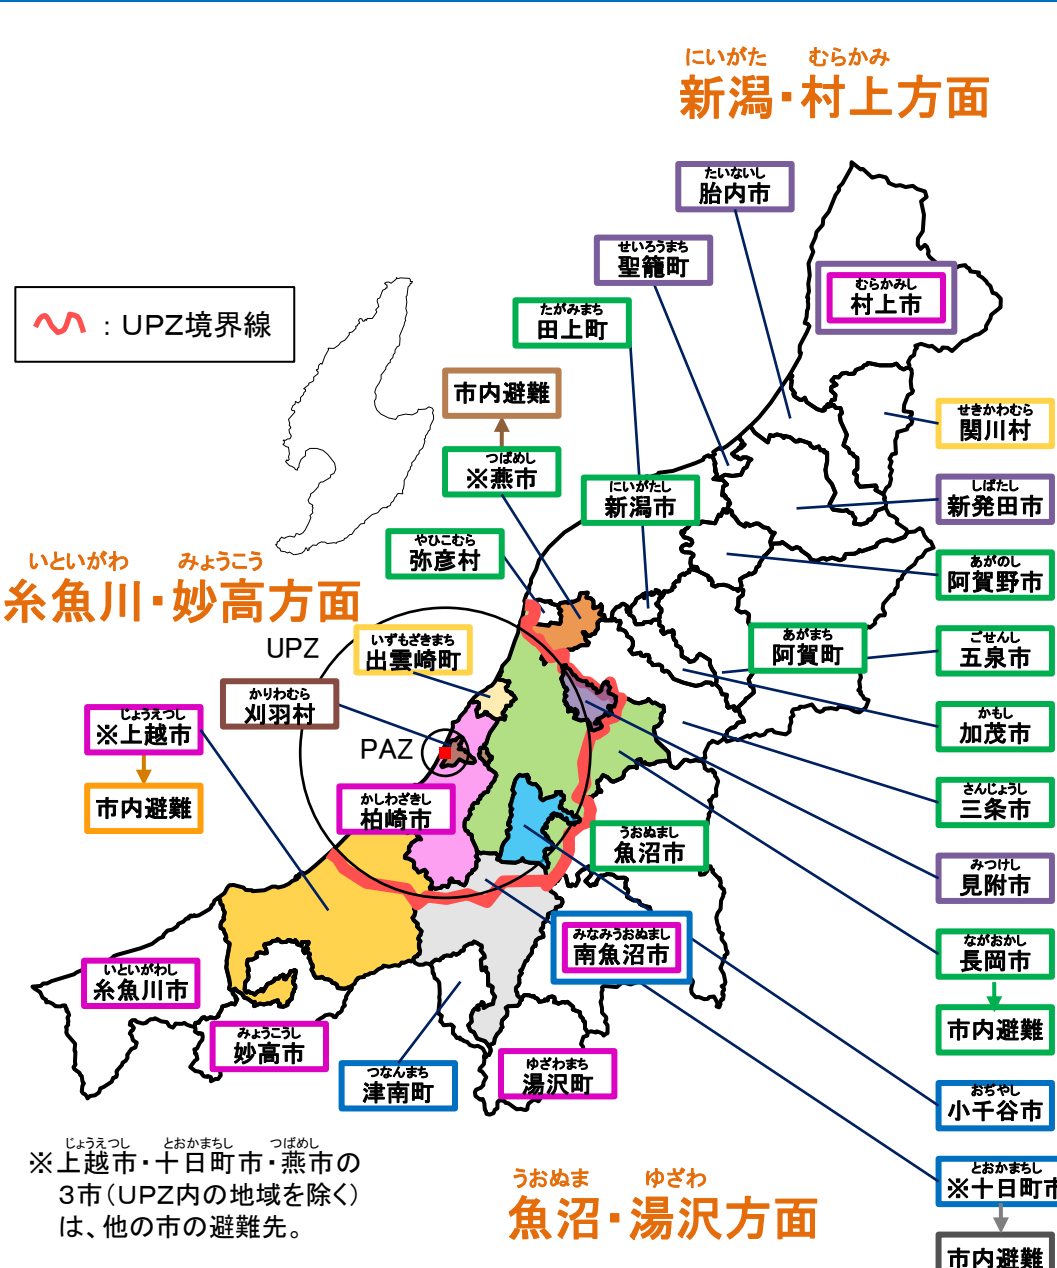 にいがた　むらかみ
新潟・村上方面
たいないし
胎内市
せいろうまち
聖籠町
むらかみし
村上市
：UPZ境界線
たがみまち
田上町
市内避難
せきかわむら
関川村
つばめし
※燕市
にいがたし
新潟市
しばたし
新発田市
やひこむら
弥彦村
いといがわ　みょうこう
糸魚川・妙高方面
あがのし
阿賀野市
UPZ
いずもざきまち
出雲崎町
あがまち
阿賀町
ごせんし
五泉市
かりわむら
刈羽村
じょうえつし
※上越市
PAZ
かもし
加茂市
市内避難
かしわざきし
柏崎市
さんじょうし
三条市
うおぬまし
魚沼市
みつけし
見附市
みなみうおぬまし
南魚沼市
ながおかし
長岡市
いといがわし
糸魚川市
市内避難
みょうこうし
妙高市
つなんまち
津南町
ゆざわまち
湯沢町
おぢやし
小千谷市
じょうえつし　とおかまちし　つばめし
※上越市・十日町市・燕市の
3市（UPZ内の地域を除く）
は、他の市の避難先。
うおぬま　ゆざわ
魚沼・湯沢方面
とおかまちし
※十日町市
市内避難